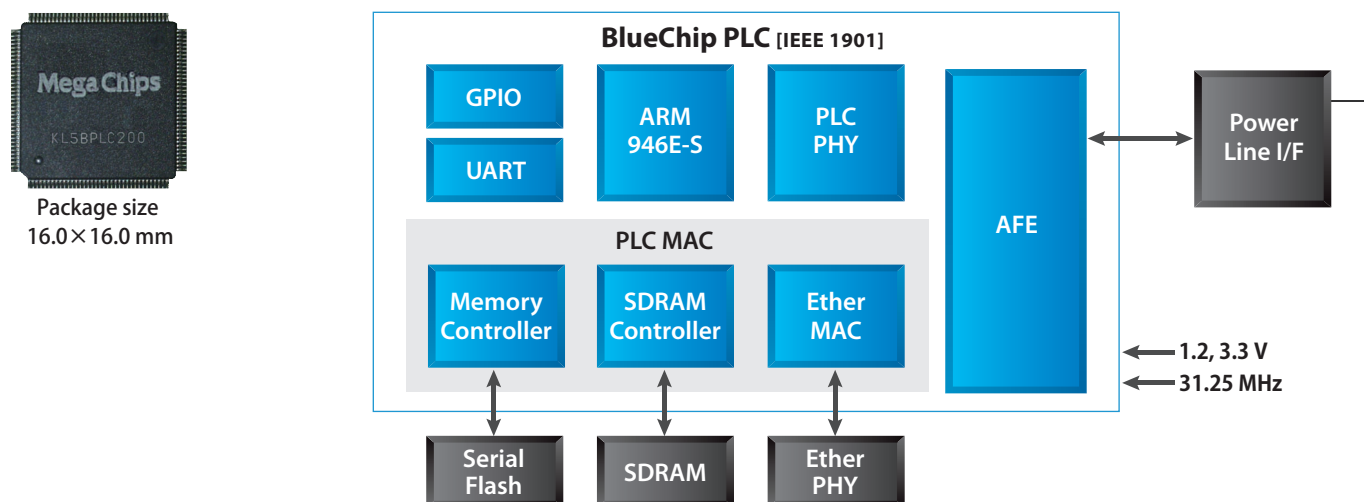 MegaChips
KL5BPLC200
Package size
16.0×16.0 mm
BlueChip PLC [IEEE 1901]
GPIO
UART
ARM
946E-S
PLC
PHY
AFE
Power
Line I/F
PLC MAC
Memory
Controller
SDRAM
Controller
Ether
MAC
1.2, 3.3 V
31.25 MHz
Serial
Flash
SDRAM
Ether
PHY